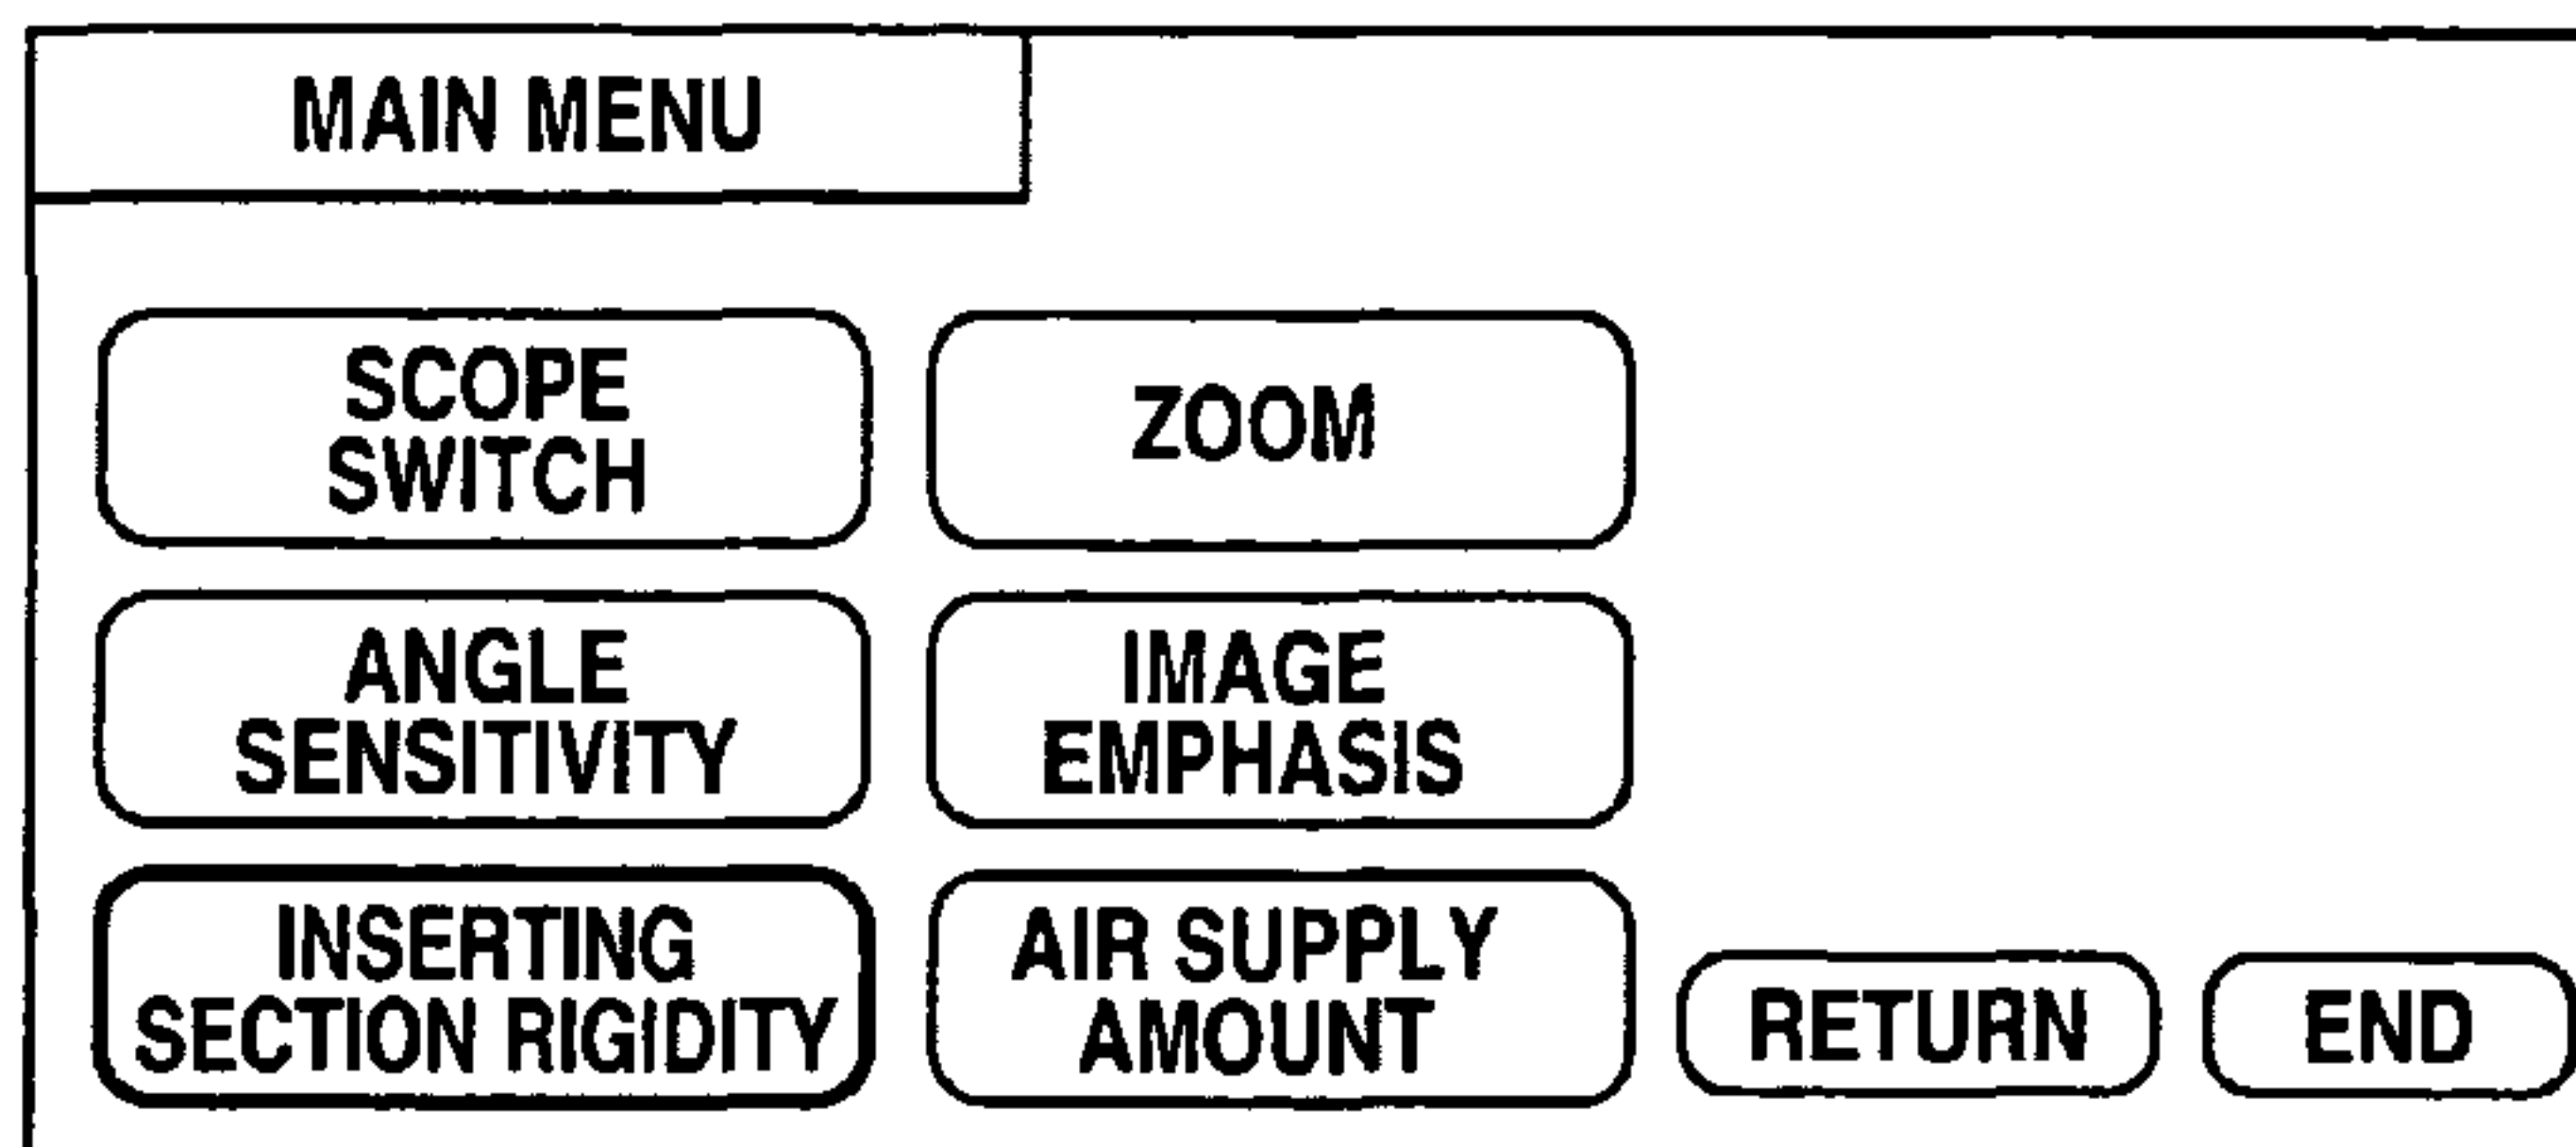 MAIN MENU
SCOPE
SWITCH
ZOOM
ANGLE
SENSITIVITY
IMAGE
EMPHASIS
INSERTING
SECTION RIGIDITY
AIR SUPPLY
AMOUNT
RETURN
END